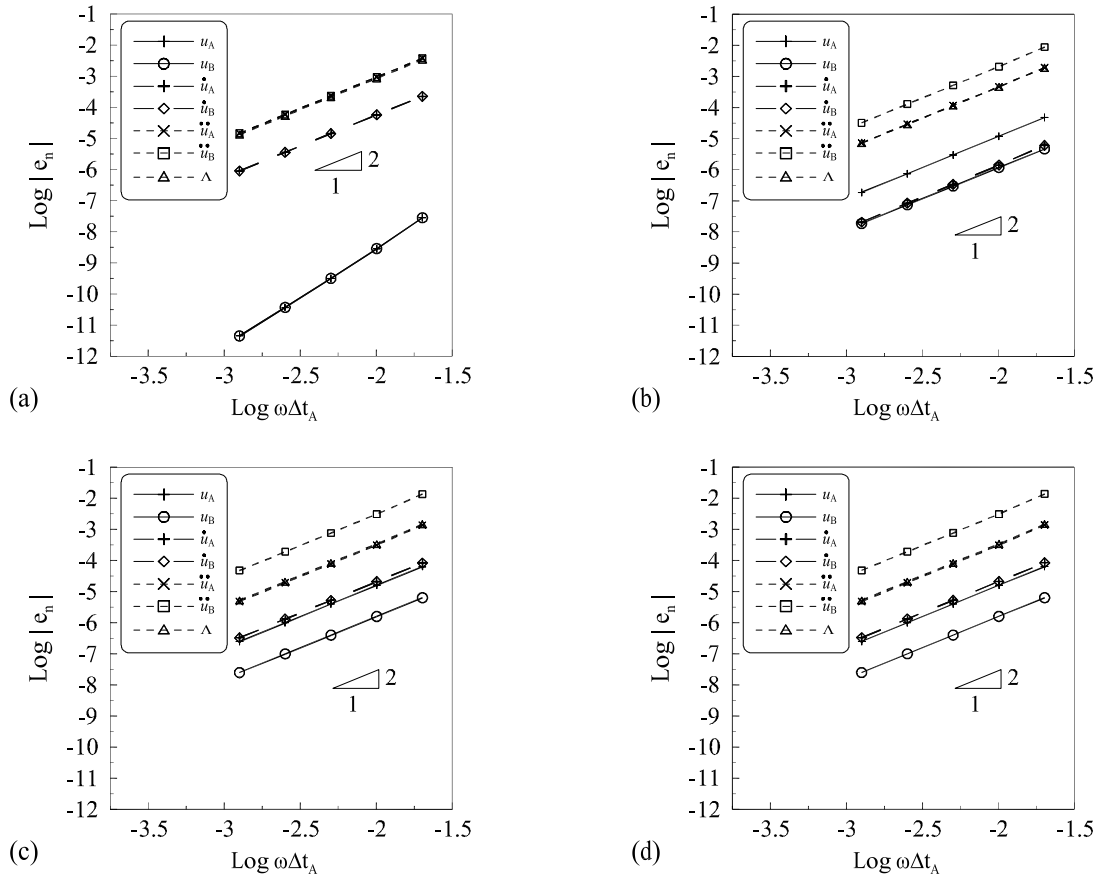 -1
-2
-3
-4
-5
-6
-7
-8
-9
-10
-11
-12
Log | e_n |
u_A
u_B
u̇_A
u̇_B
ü_A
ü_B
Λ
2
1
-3.5 -3 -2.5 -2 -1.5
(a) Log ωΔt_A
-1
-2
-3
-4
-5
-6
-7
-8
-9
-10
-11
-12
Log | e_n |
u_A
u_B
u̇_A
u̇_B
ü_A
ü_B
Λ
2
1
-3.5 -3 -2.5 -2 -1.5
(b) Log ωΔt_A
-1
-2
-3
-4
-5
-6
-7
-8
-9
-10
-11
-12
Log | e_n |
u_A
u_B
u̇_A
u̇_B
ü_A
ü_B
Λ
2
1
-3.5 -3 -2.5 -2 -1.5
(c) Log ωΔt_A
-1
-2
-3
-4
-5
-6
-7
-8
-9
-10
-11
-12
Log | e_n |
u_A
u_B
u̇_A
u̇_B
ü_A
ü_B
Λ
2
1
-3.5 -3 -2.5 -2 -1.5
(d) Log ωΔt_A